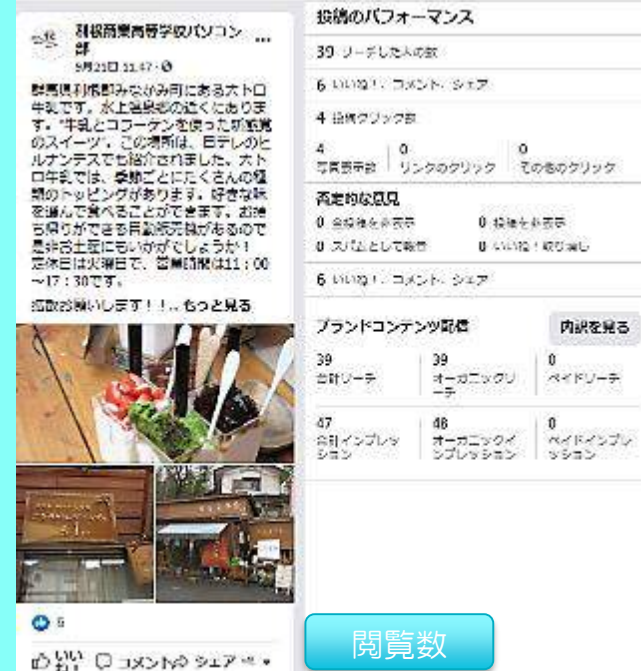 利根商業高等学校パソコン
部
9月21日 11:47
群馬県利根郡みなかみ町にある大トロ
牛乳です。水上温泉郷の近くにありま
す。"牛乳とコラーゲンを使った新感覚
のスイーツ"。この場所は、日テレのヒ
ルナンデスでも紹介されました。大ト
ロ牛乳では、季節ごとにたくさんの種
類のトッピングがあります。好きな味
を選んで食べることができます。お持
ち帰りができる自動販売機があるので
是非お土産にもいかがでしょうか!
定休日は火曜日で、営業時間は11:00
~17:30です。
拡散お願いします!!... もっと見る
いいね!
コメント
シェア
投稿のパフォーマンス
39 リーチした人の数
6 いいね!、コメント、シェア
4 投稿クリック数
4 0 0
写真表示数 リンクのクリック その他のクリック
否定的な意見
0 全投稿を非表示 0 投稿を非表示
0 スパムとして報告 0 いいね!取り消し
6 いいね!、コメント、シェア
ブランドコンテンツ配信 内訳を見る
39 39 0
合計リーチ オーガニックリ ペイドリーチ
ーチ
47 0
合計インプレッ オーガニックイ ペイドインプレ
ション ンプレッション ッション
閲覧数